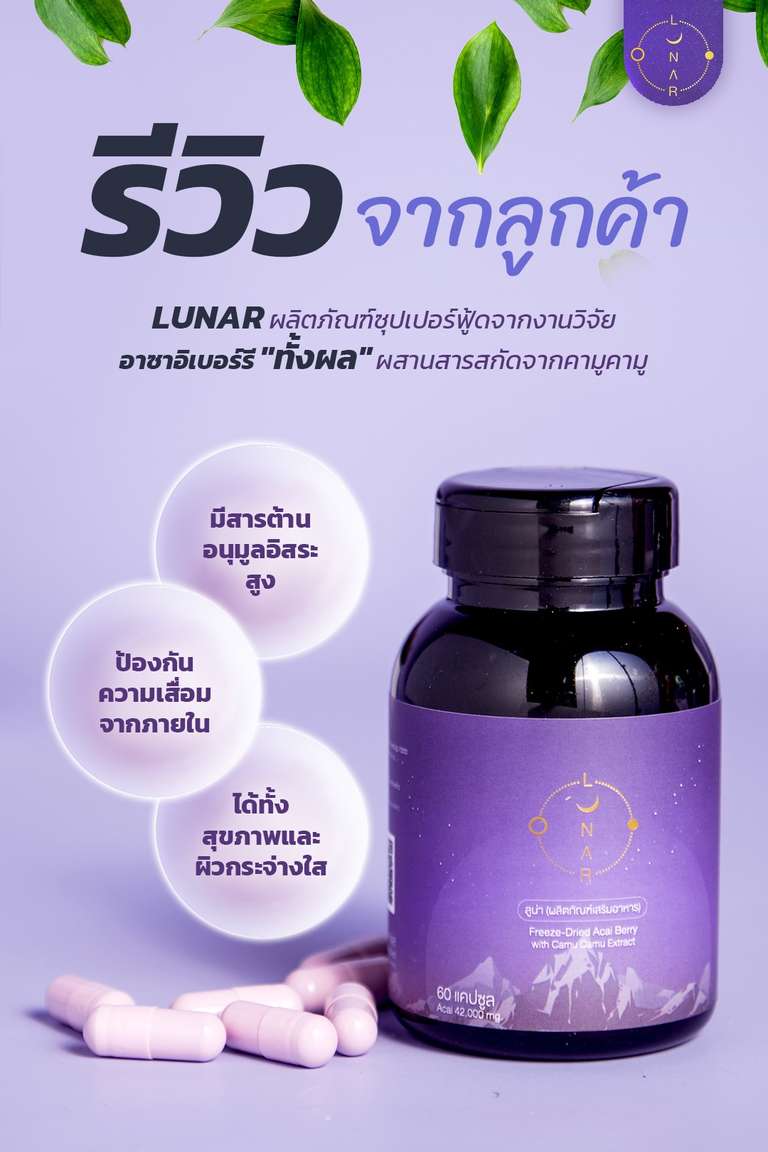 LUNAR
รีวิว จากลูกค้า
LUNAR ผลิตภัณฑ์ซุปเปอร์ฟู้ดจากงานวิจัย
อาซาอิเบอร์รี "ทั้งผล" ผสานสารสกัดจากคามูคามู
มีสารต้าน
อนุมูลอิสระ
สูง
ป้องกัน
ความเสื่อม
จากภายใน
ได้ทั้ง
สุขภาพและ
ผิวกระจ่างใส
LUNAR
ลูน่า (ผลิตภัณฑ์เสริมอาหาร)
Freeze-Dried Acai Berry
with Camu Camu Extract
60 แคปซูล
Acai 42,000 mg